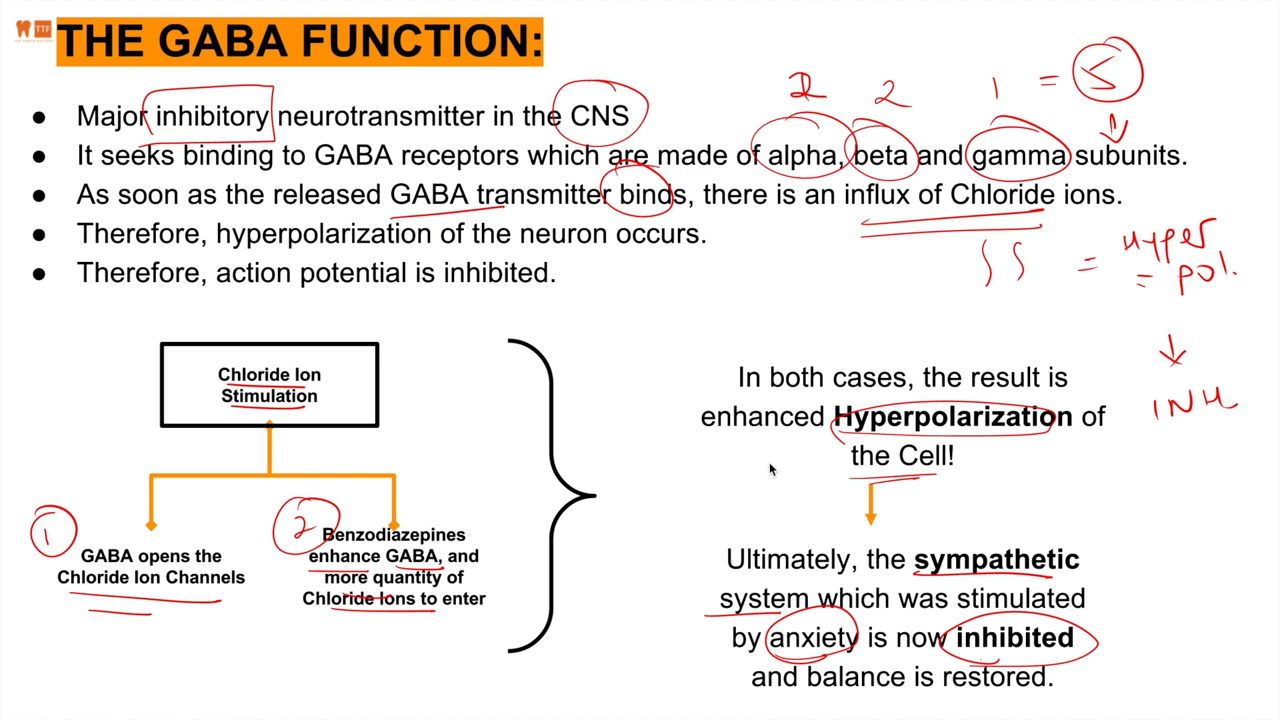 TTF
THE GABA FUNCTION:
2 2 1 = 5
● Major inhibitory neurotransmitter in the CNS
● It seeks binding to GABA receptors which are made of alpha, beta and gamma subunits.
● As soon as the released GABA transmitter binds, there is an influx of Chloride ions.
● Therefore, hyperpolarization of the neuron occurs.
● Therefore, action potential is inhibited.
= Hyper
= pol.
INH
Chloride Ion
Stimulation
1
GABA opens the
Chloride Ion Channels
2
Benzodiazepines
enhance GABA, and
more quantity of
Chloride Ions to enter
In both cases, the result is
enhanced Hyperpolarization of
the Cell!
Ultimately, the sympathetic
system which was stimulated
by anxiety is now inhibited
and balance is restored.